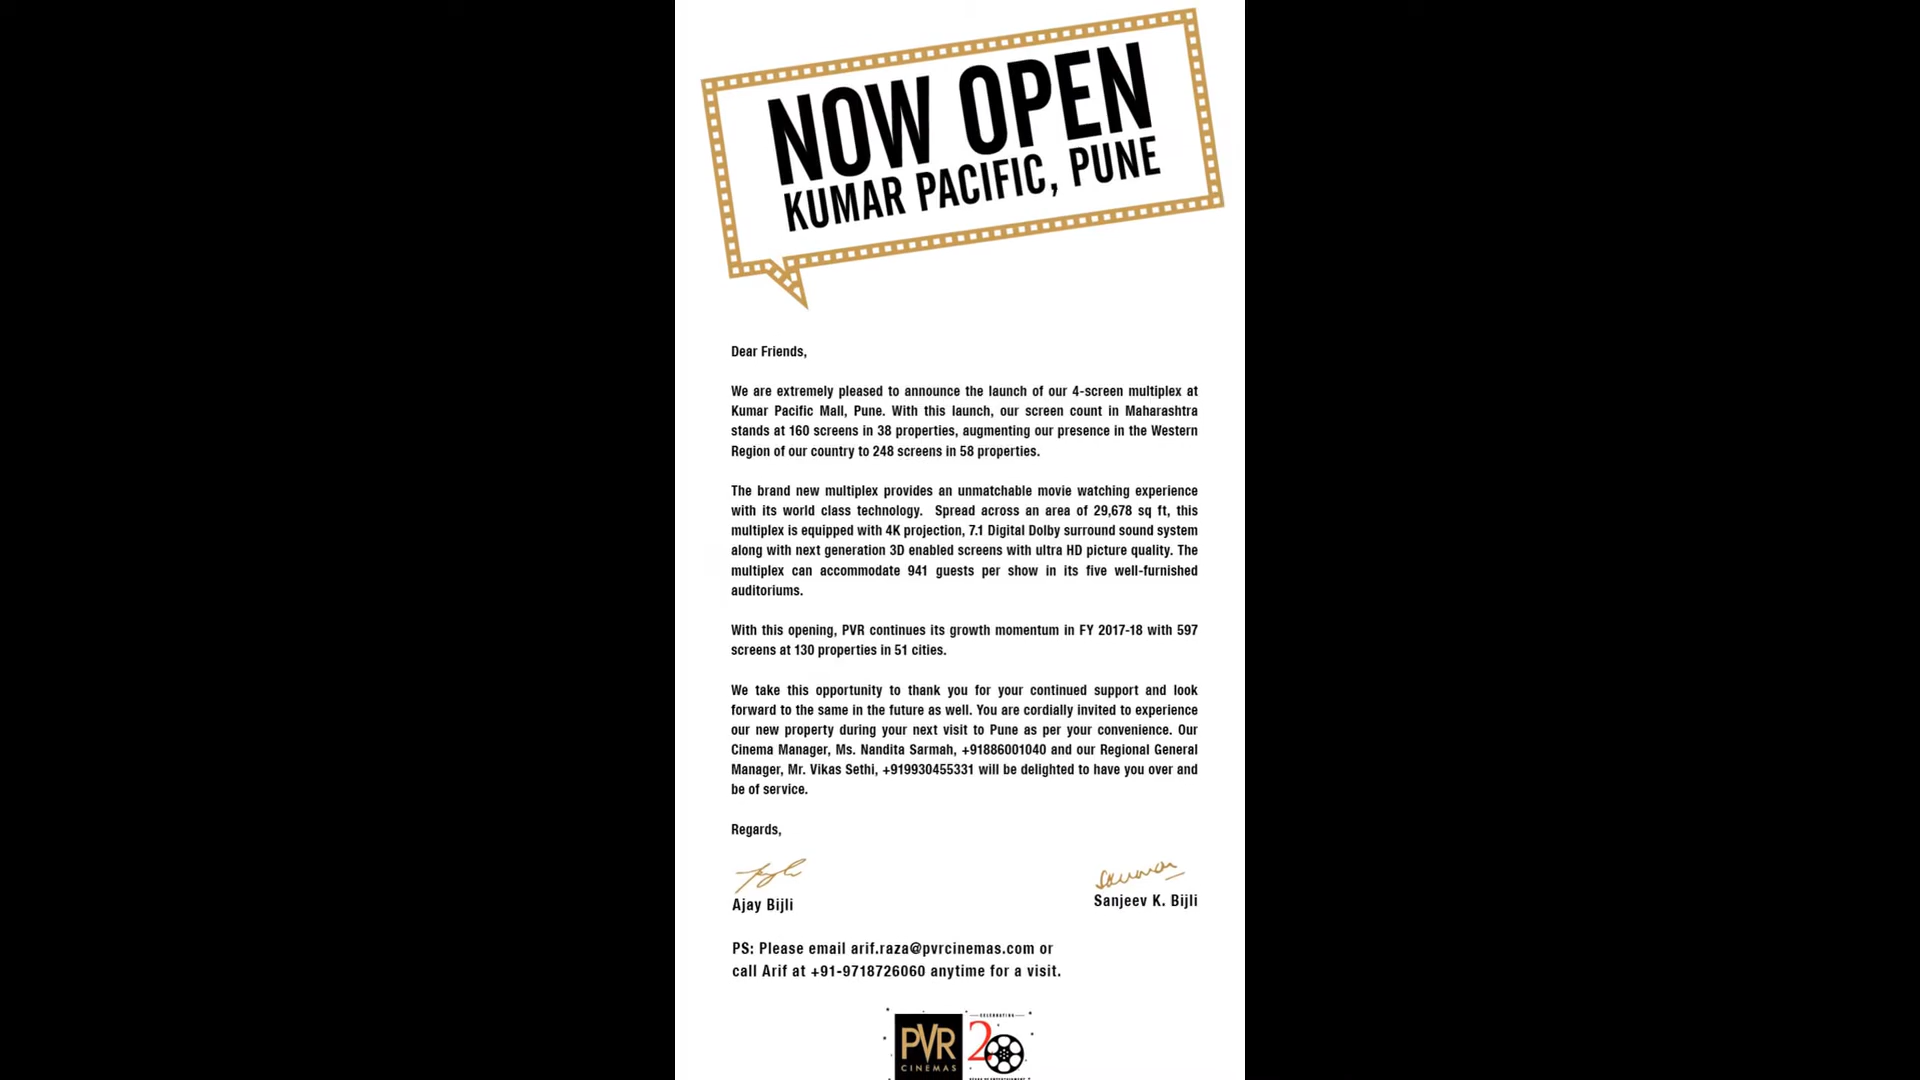 NOW OPEN
KUMAR PACIFIC, PUNE
Dear Friends,
We are extremely pleased to announce the launch of our 4-screen multiplex at
Kumar Pacific Mall, Pune. With this launch, our screen count in Maharashtra
stands at 160 screens in 38 properties, augmenting our presence in the Western
Region of our country to 248 screens in 58 properties.
The brand new multiplex provides an unmatchable movie watching experience
with its world class technology. Spread across an area of 29,678 sq ft, this
multiplex is equipped with 4K projection, 7.1 Digital Dolby surround sound system
along with next generation 3D enabled screens with ultra HD picture quality. The
multiplex can accommodate 941 guests per show in its five well-furnished
auditoriums.
With this opening, PVR continues its growth momentum in FY 2017-18 with 597
screens at 130 properties in 51 cities.
We take this opportunity to thank you for your continued support and look
forward to the same in the future as well. You are cordially invited to experience
our new property during your next visit to Pune as per your convenience. Our
Cinema Manager, Ms. Nandita Sarmah, +91886001040 and our Regional General
Manager, Mr. Vikas Sethi, +919930455331 will be delighted to have you over and
be of service.
Regards,
Ajay Bijli
Sanjeev K. Bijli
PS: Please email arif.raza@pvrcinemas.com or
call Arif at +91-9718726060 anytime for a visit.
CELEBRATING
PVR 20
CINEMAS